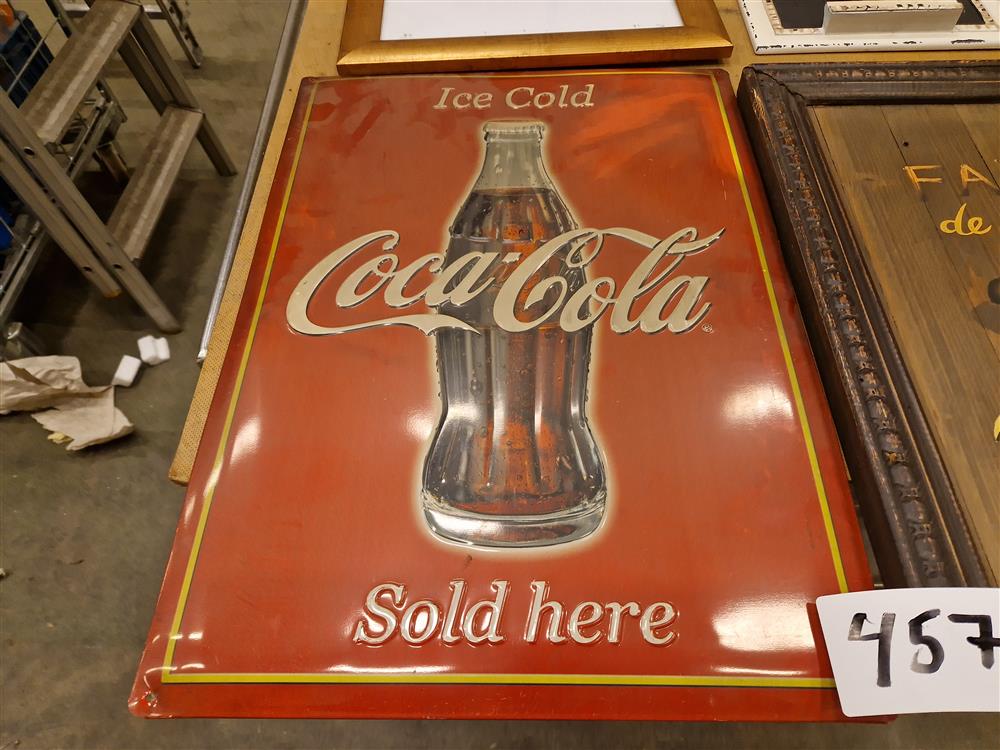 Ice Cold
Coca-Cola
®
Sold here
FA
de
457